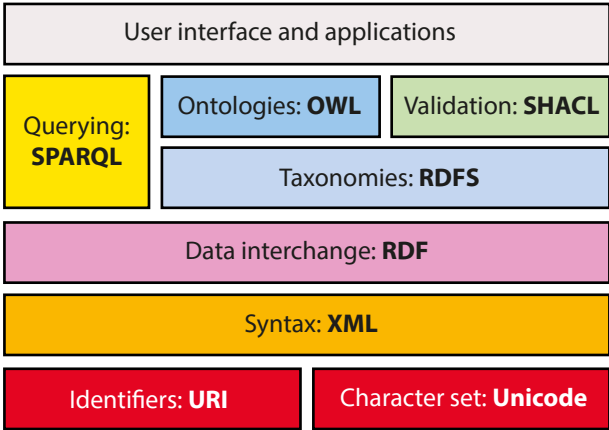 User interface and applications
Querying:
SPARQL
Ontologies: OWL
Validation: SHACL
Taxonomies: RDFS
Data interchange: RDF
Syntax: XML
Identifiers: URI
Character set: Unicode